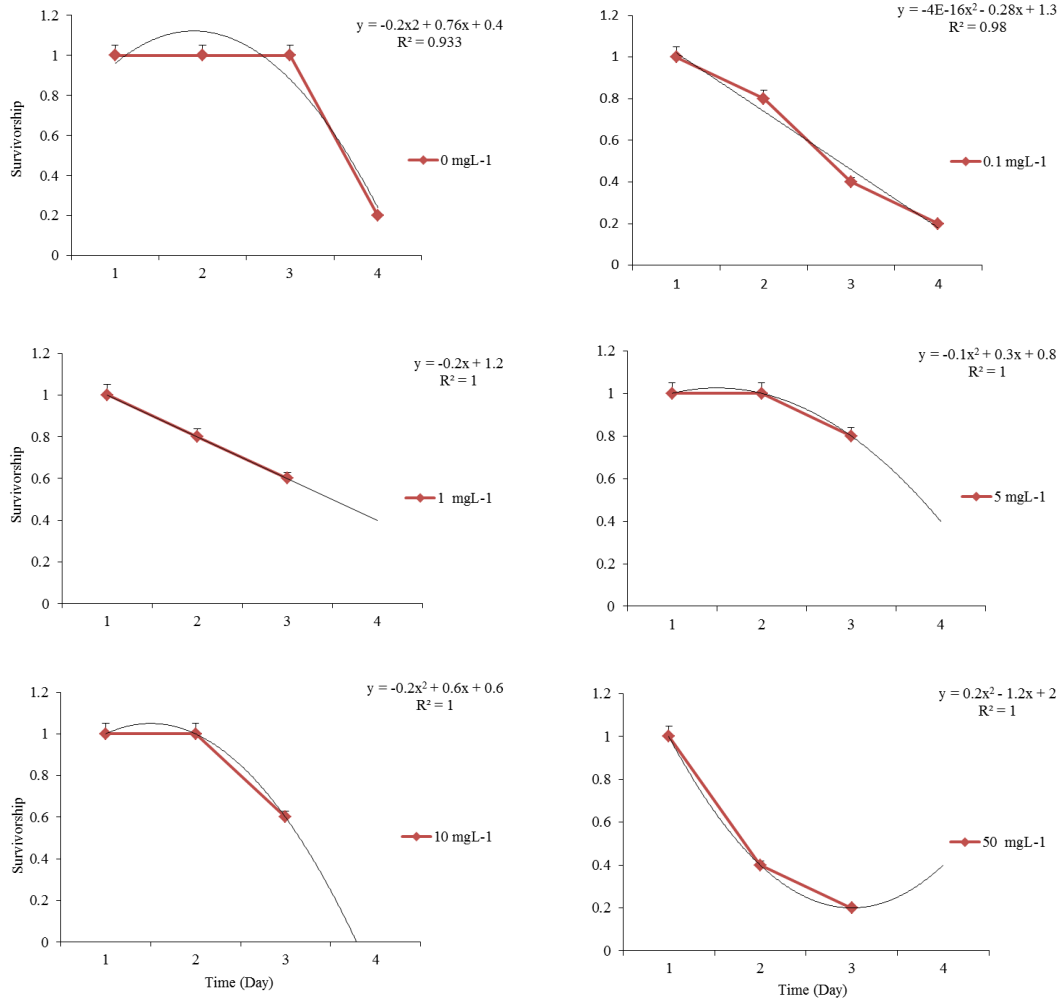 y = -0.2x2 + 0.76x + 0.4
R² = 0.933
1.2
1
0.8
0.6
0.4
0.2
0
Survivorship
0 mgL-1
1
2
3
4
y = -4E-16x² - 0.28x + 1.3
R² = 0.98
1.2
1
0.8
0.6
0.4
0.2
0
0.1 mgL-1
1
2
3
4
y = -0.2x + 1.2
R² = 1
1.2
1
0.8
0.6
0.4
0.2
0
Survivorship
1 mgL-1
1
2
3
4
y = -0.1x² + 0.3x + 0.8
R² = 1
1.2
1
0.8
0.6
0.4
0.2
0
5 mgL-1
1
2
3
4
y = -0.2x² + 0.6x + 0.6
R² = 1
1.2
1
0.8
0.6
0.4
0.2
0
Survivorship
10 mgL-1
1
2
3
4
Time (Day)
y = 0.2x² - 1.2x + 2
R² = 1
1.2
1
0.8
0.6
0.4
0.2
0
50 mgL-1
1
2
3
4
Time (Day)